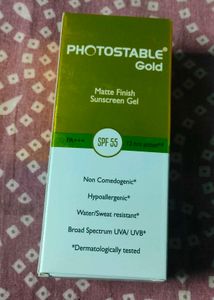 PHOTOSTABLE®
Gold
Matte Finish
Sunscreen Gel
PA+++
SPF 55
Non Comedogenic*
Hypoallergenic*
Water/Sweat resistant*
Broad Spectrum UVA/ UVB*
*Dermatologically tested